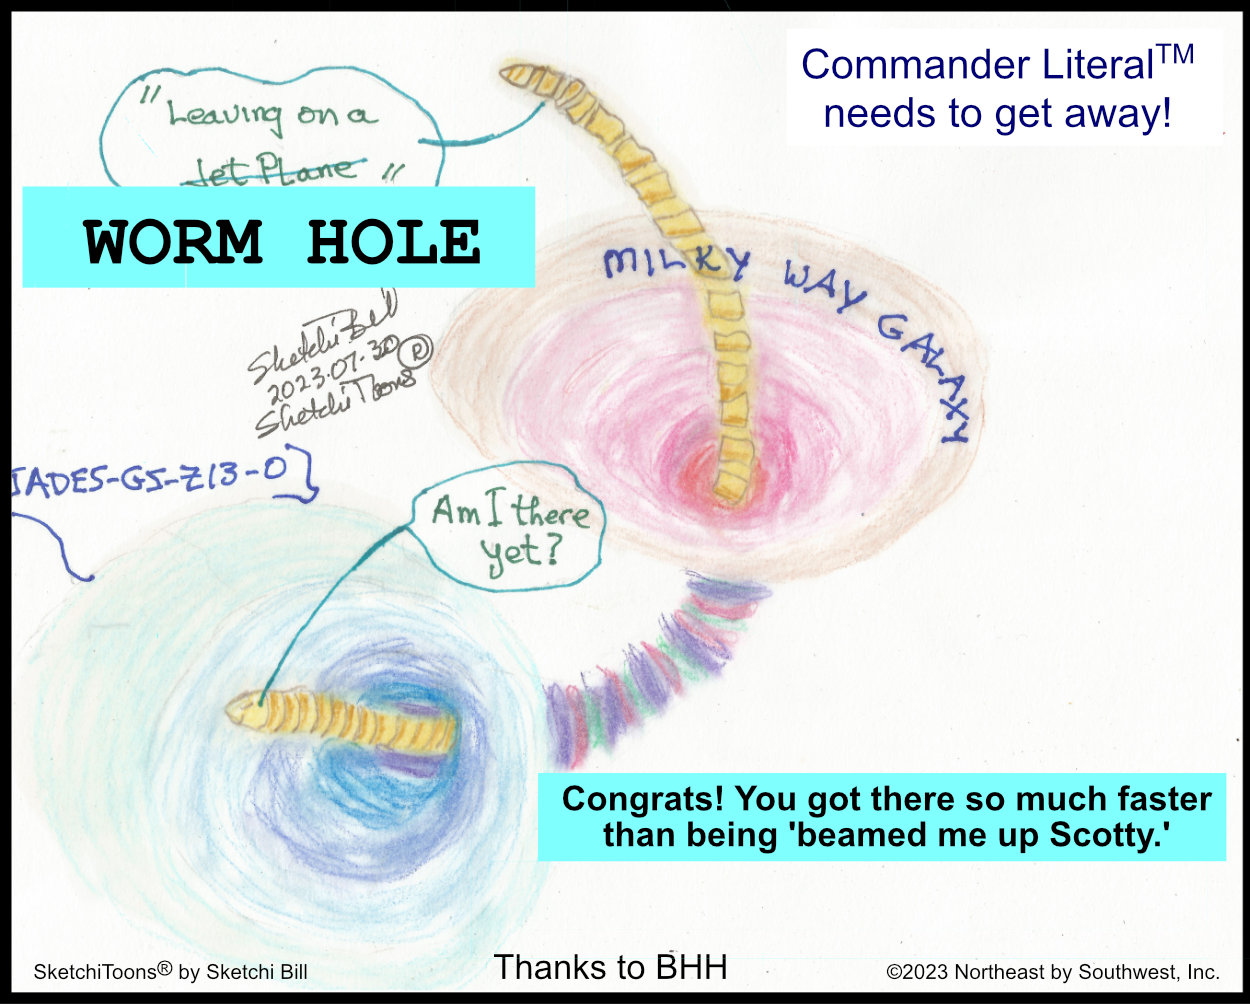 Commander Literal™
needs to get away!
"Leaving on a
Jet Plane"
WORM HOLE
MILKY WAY GALAXY
Sketchi Bill
2023.07.30
SketchiToons ®
JADES-GS-Z13-0]
Am I there
yet?
Congrats! You got there so much faster
than being 'beamed me up Scotty.'
SketchiToons® by Sketchi Bill
Thanks to BHH
©2023 Northeast by Southwest, Inc.